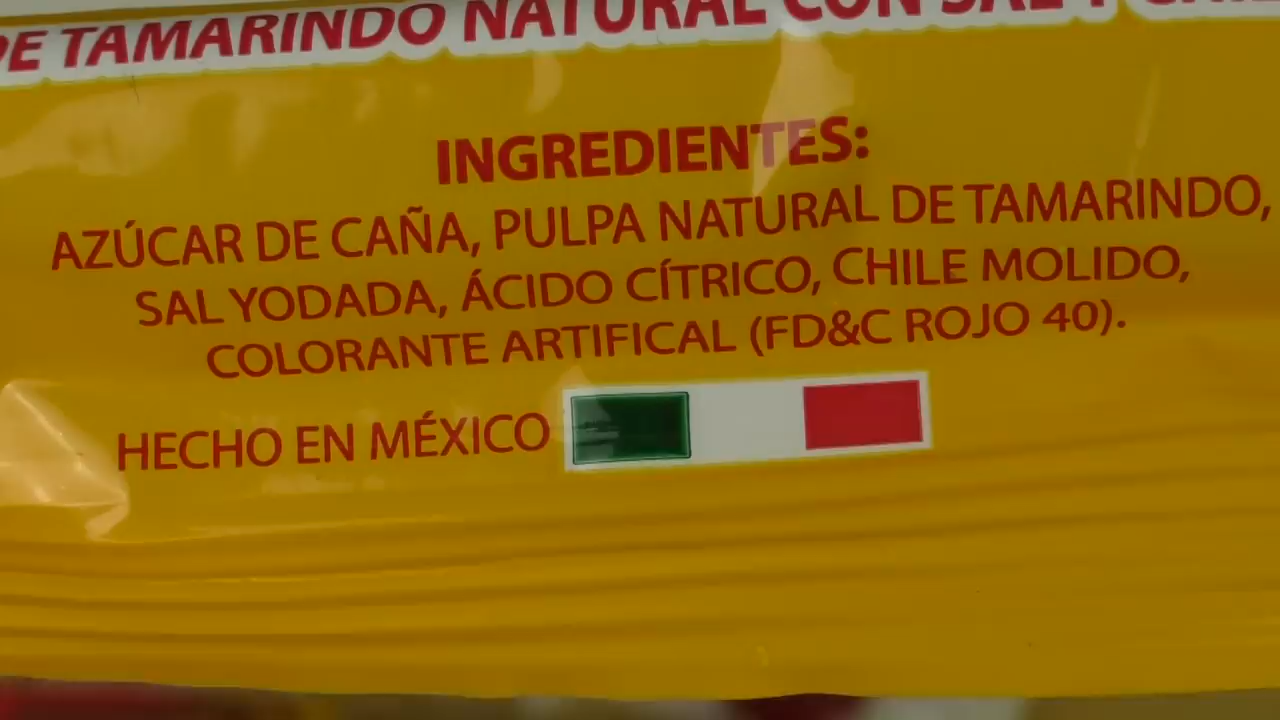 DE TAMARINDO NATURAL CON SAL Y CHILE
INGREDIENTES:
AZÚCAR DE CAÑA, PULPA NATURAL DE TAMARINDO,
SAL YODADA, ÁCIDO CÍTRICO, CHILE MOLIDO,
COLORANTE ARTIFICAL (FD&C ROJO 40).
HECHO EN MÉXICO